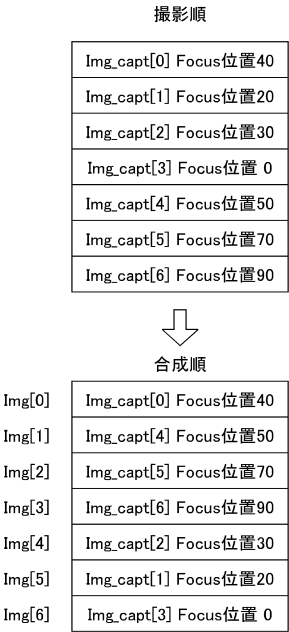 撮影順
Img_capt[0] Focus位置40
Img_capt[1] Focus位置20
Img_capt[2] Focus位置30
Img_capt[3] Focus位置 0
Img_capt[4] Focus位置50
Img_capt[5] Focus位置70
Img_capt[6] Focus位置90
合成順
Img[0] Img_capt[0] Focus位置40
Img[1] Img_capt[4] Focus位置50
Img[2] Img_capt[5] Focus位置70
Img[3] Img_capt[6] Focus位置90
Img[4] Img_capt[2] Focus位置30
Img[5] Img_capt[1] Focus位置20
Img[6] Img_capt[3] Focus位置 0